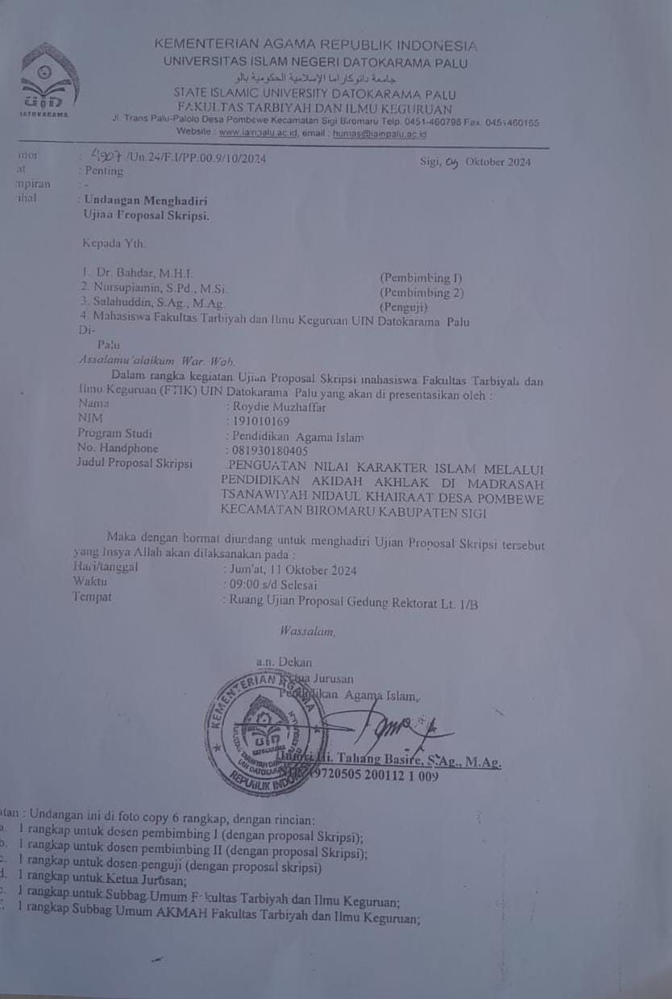 KEMENTERIAN AGAMA REPUBLIK INDONESIA
UNIVERSITAS ISLAM NEGERI DATOKARAMA PALU
جامعة داتوكاراما الإسلامية الحكومية بالو
STATE ISLAMIC UNIVERSITY DATOKARAMA PALU
FAKULTAS TARBIYAH DAN ILMU KEGURUAN
Jl. Trans Palu-Palolo Desa Pombewe Kecamatan Sigi Biromaru Telp. 0451-460798 Fax. 0451-460165
Website : www.iainpalu.ac.id, email : humas@iainpalu.ac.id
uin
DATOKARAMA
mor : 4907 /Un.24/F.I/PP.00.9/10/2024 Sigi, Oktober 2024
at : Penting
mpiran : -
ihal : Undangan Menghadiri
Ujian Proposal Skripsi.
Kepada Yth.
1. Dr. Bahdar, M.H.I. (Pembimbing I)
2. Nursupiamin, S.Pd., M.Si. (Pembimbing 2)
3. Salahuddin, S.Ag., M.Ag. (Penguji)
4. Mahasiswa Fakultas Tarbiyah dan Ilmu Keguruan UIN Datokarama Palu
Di-
Palu
Assalamu'alaikum War. Wab.
Dalam rangka kegiatan Ujian Proposal Skripsi mahasiswa Fakultas Tarbiyah dan
Ilmu Keguruan (FTIK) UIN Datokarama Palu yang akan di presentasikan oleh :
Nama : Roydie Muzhaffar
NIM : 191010169
Program Studi : Pendidikan Agama Islam
No. Handphone : 081930180405
Judul Proposal Skripsi :PENGUATAN NILAI KARAKTER ISLAM MELALUI
PENDIDIKAN AKIDAH AKHLAK DI MADRASAH
TSANAWIYAH NIDAUL KHAIRAAT DESA POMBEWE
KECAMATAN BIROMARU KABUPATEN SIGI
Maka dengan hormat diundang untuk menghadiri Ujian Proposal Skripsi tersebut
yang Insya Allah akan dilaksanakan pada :
Hari/tanggal : Jum'at, 11 Oktober 2024
Waktu : 09:00 s/d Selesai
Tempat : Ruang Ujian Proposal Gedung Rektorat Lt. 1/B
Wassalam,
a.n. Dekan
Ketua Jurusan
Pendidikan Agama Islam,
KEMENTERIAN AGAMA
REPUBLIK INDO
uin
DATOKARAMA
Hi. Tahang Basire, S.Ag., M.Ag.
9720505 200112 1 009
atan : Undangan ini di foto copy 6 rangkap, dengan rincian:
a. 1 rangkap untuk dosen pembimbing I (dengan proposal Skripsi);
b. 1 rangkap untuk dosen pembimbing II (dengan proposal Skripsi);
c. 1 rangkap untuk dosen penguji (dengan proposal skripsi)
d. 1 rangkap untuk Ketua Jurusan;
e. 1 rangkap untuk Subbag Umum Fakultas Tarbiyah dan Ilmu Keguruan;
f. 1 rangkap Subbag Umum AKMAH Fakultas Tarbiyah dan Ilmu Keguruan;